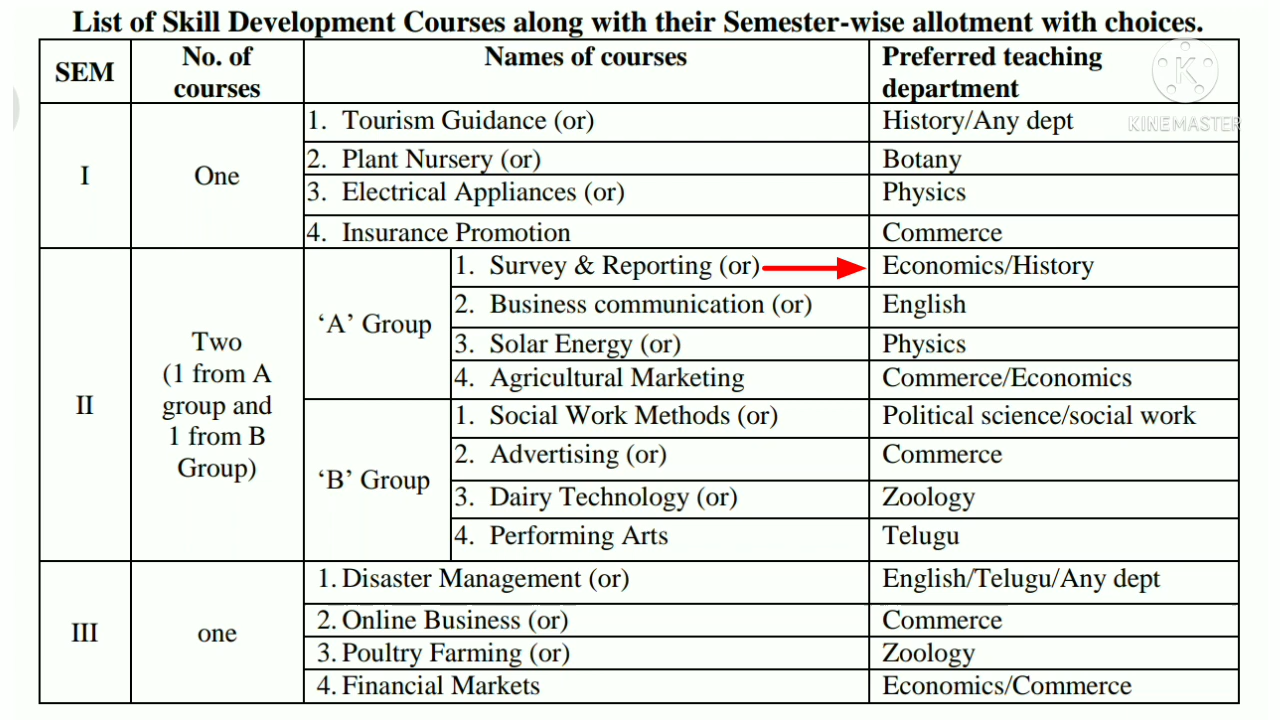 List of Skill Development Courses along with their Semester-wise allotment with choices.
SEM
No. of
courses
Names of courses
Preferred teaching
department
KINEMASTER
I
One
1. Tourism Guidance (or)
History/Any dept
2. Plant Nursery (or)
Botany
3. Electrical Appliances (or)
Physics
4. Insurance Promotion
Commerce
II
Two
(1 from A
group and
1 from B
Group)
‘A’ Group
1. Survey & Reporting (or)
Economics/History
2. Business communication (or)
English
3. Solar Energy (or)
Physics
4. Agricultural Marketing
Commerce/Economics
‘B’ Group
1. Social Work Methods (or)
Political science/social work
2. Advertising (or)
Commerce
3. Dairy Technology (or)
Zoology
4. Performing Arts
Telugu
III
one
1. Disaster Management (or)
English/Telugu/Any dept
2. Online Business (or)
Commerce
3. Poultry Farming (or)
Zoology
4. Financial Markets
Economics/Commerce